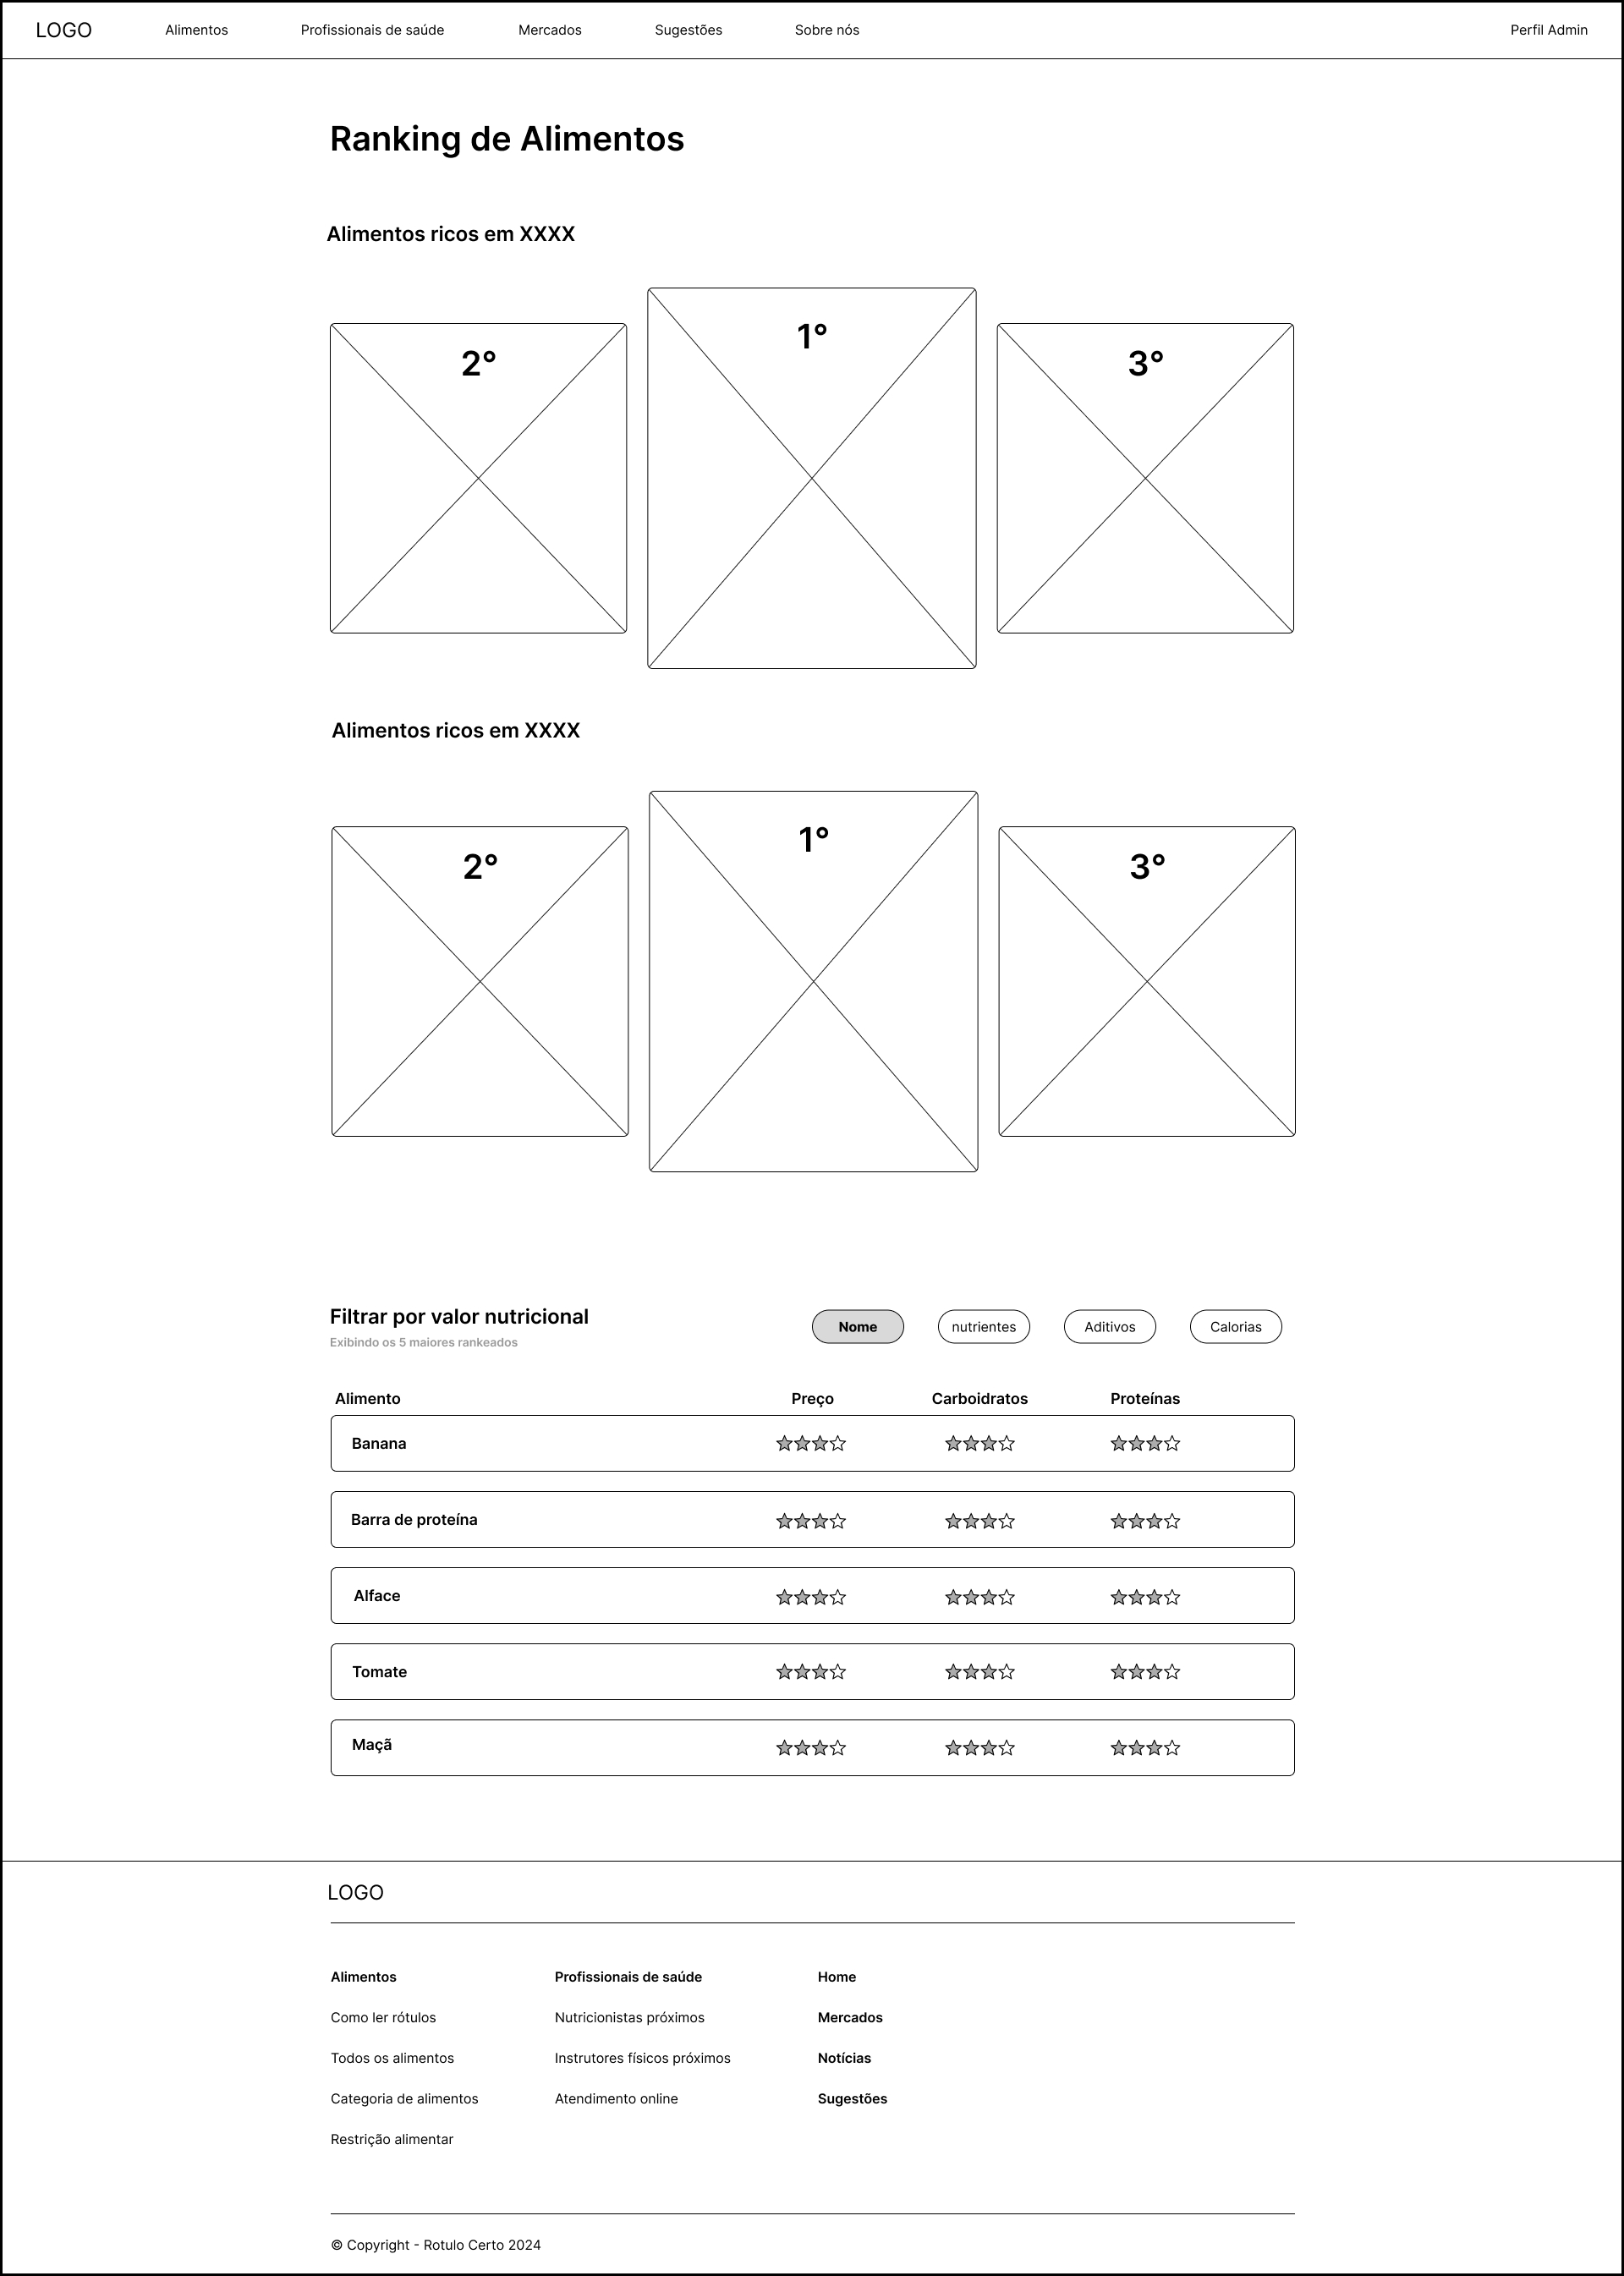 LOGO Alimentos Profissionais de saúde Mercados Sugestões Sobre nós Perfil Admin
Ranking de Alimentos
Alimentos ricos em XXXX
2° 1° 3°
Alimentos ricos em XXXX
2° 1° 3°
Filtrar por valor nutricional
Exibindo os 5 maiores rankeados
Nome nutrientes Aditivos Calorias
Alimento Preço Carboidratos Proteínas
Banana
Barra de proteína
Alface
Tomate
Maçã
LOGO
Alimentos Profissionais de saúde Home
Como ler rótulos Nutricionistas próximos Mercados
Todos os alimentos Instrutores físicos próximos Notícias
Categoria de alimentos Atendimento online Sugestões
Restrição alimentar
© Copyright - Rotulo Certo 2024